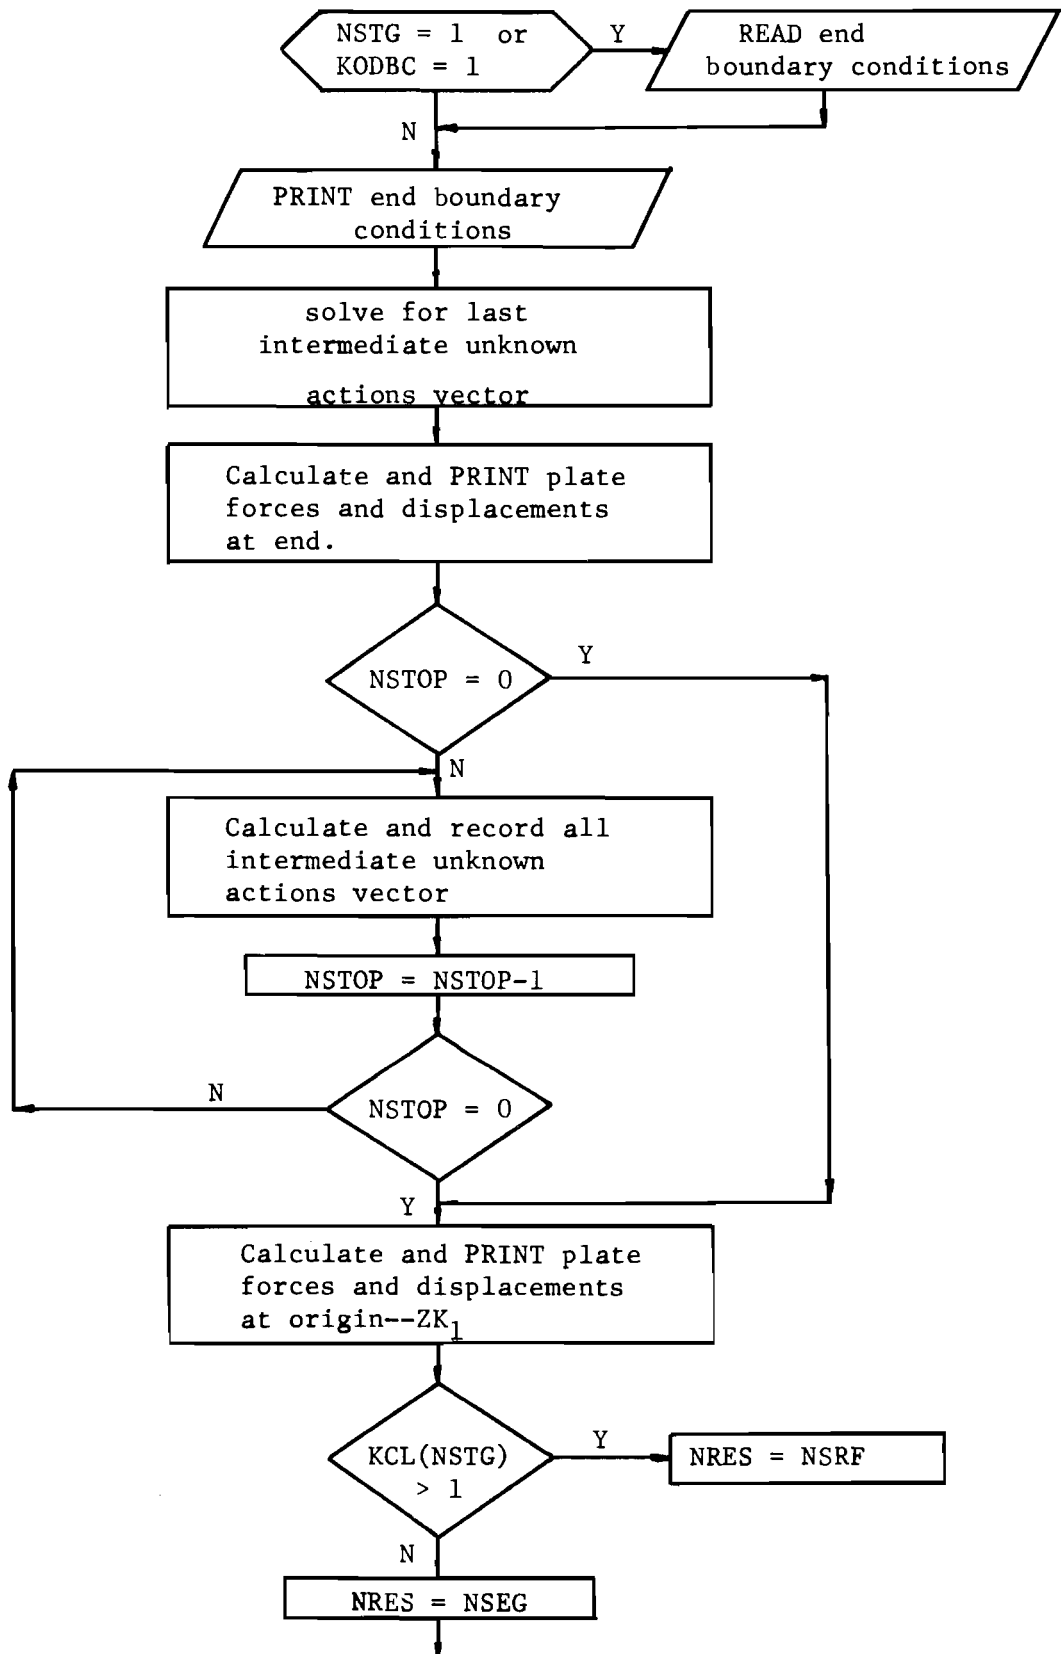 NSTG = 1 or
KODBC = 1
Y
READ end
boundary conditions
N
PRINT end boundary
conditions
solve for last
intermediate unknown
actions vector
Calculate and PRINT plate
forces and displacements
at end.
NSTOP = 0
Y
N
Calculate and record all
intermediate unknown
actions vector
NSTOP = NSTOP-1
N
NSTOP = 0
Y
Calculate and PRINT plate
forces and displacements
at origin--ZK₁
KCL(NSTG)
> 1
Y
NRES = NSRF
N
NRES = NSEG